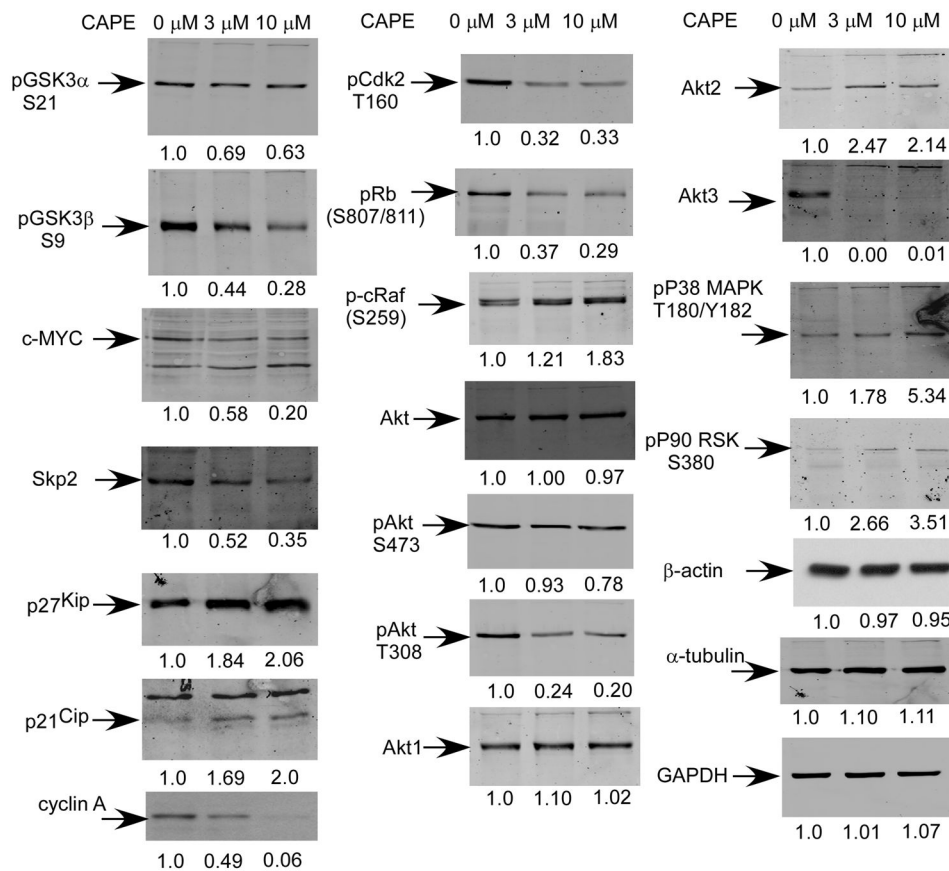 CAPE 0 μM 3 μM 10 μM
pGSK3α
S21
1.0 0.69 0.63
pGSK3β
S9
1.0 0.44 0.28
c-MYC
1.0 0.58 0.20
Skp2
1.0 0.52 0.35
p27Kip
1.0 1.84 2.06
p21Cip
1.0 1.69 2.0
cyclin A
1.0 0.49 0.06
CAPE 0 μM 3 μM 10 μM
pCdk2
T160
1.0 0.32 0.33
pRb
(S807/811)
1.0 0.37 0.29
p-cRaf
(S259)
1.0 1.21 1.83
Akt
1.0 1.00 0.97
pAkt
S473
1.0 0.93 0.78
pAkt
T308
1.0 0.24 0.20
Akt1
1.0 1.10 1.02
CAPE 0 μM 3 μM 10 μM
Akt2
1.0 2.47 2.14
Akt3
1.0 0.00 0.01
pP38 MAPK
T180/Y182
1.0 1.78 5.34
pP90 RSK
S380
1.0 2.66 3.51
β-actin
1.0 0.97 0.95
α-tubulin
1.0 1.10 1.11
GAPDH
1.0 1.01 1.07